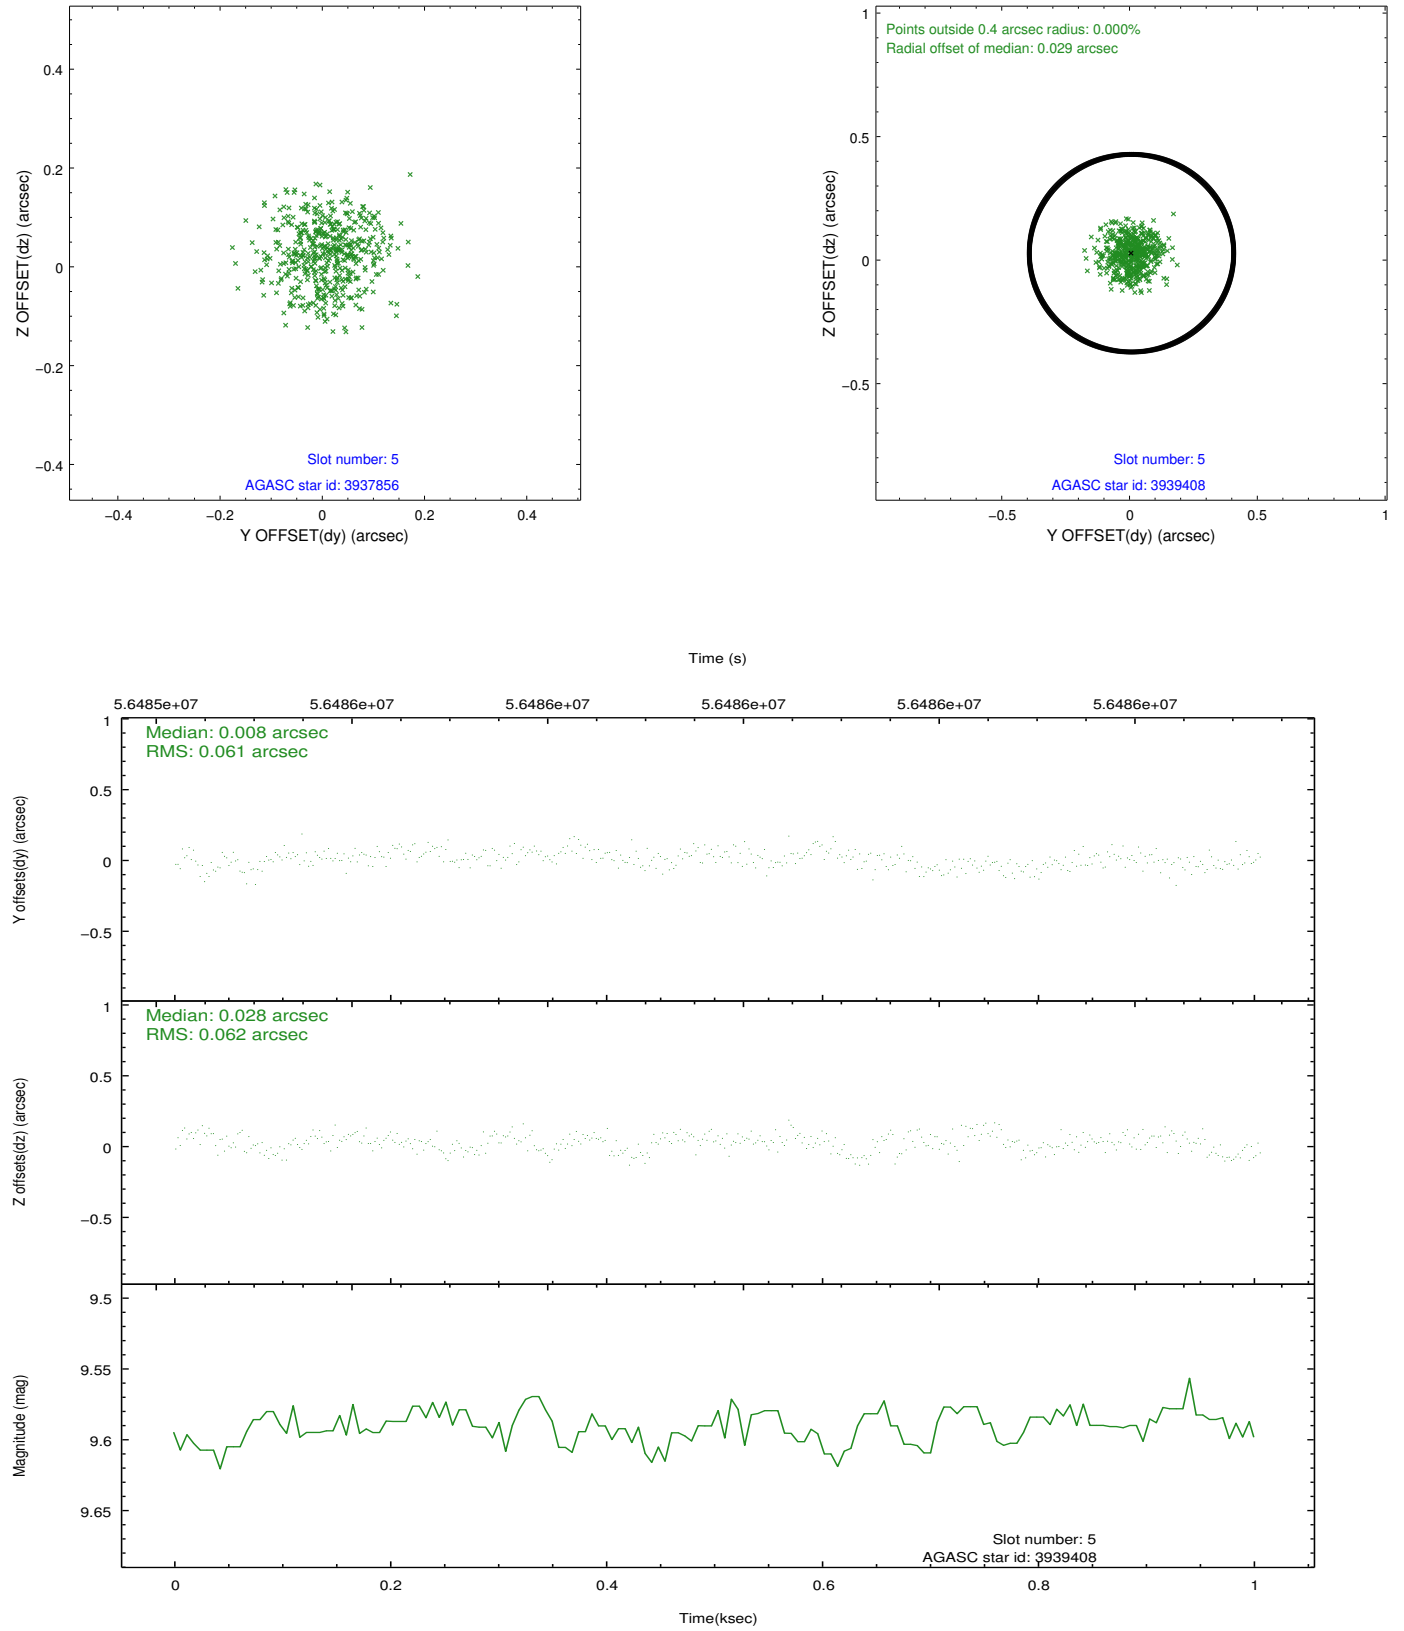 0.4
0.2
0
−0.2
−0.4
Z OFFSET(dz) (arcsec)
Slot number: 5
AGASC star id: 3937856
−0.4 −0.2 0 0.2 0.4
Y OFFSET(dy) (arcsec)
Points outside 0.4 arcsec radius: 0.000%
Radial offset of median: 0.029 arcsec
1
0.5
0
−0.5
Z OFFSET(dz) (arcsec)
Slot number: 5
AGASC star id: 3939408
−0.5 0 0.5 1
Y OFFSET(dy) (arcsec)
Time (s)
5.6485e+07 5.6486e+07 5.6486e+07 5.6486e+07 5.6486e+07 5.6486e+07
Median: 0.008 arcsec
RMS: 0.061 arcsec
1
0.5
0
−0.5
Y offsets(dy) (arcsec)
Median: 0.028 arcsec
RMS: 0.062 arcsec
1
0.5
0
−0.5
Z offsets(dz) (arcsec)
9.5
9.55
9.6
9.65
Magnitude (mag)
Slot number: 5
AGASC star id: 3939408
0 0.2 0.4 0.6 0.8 1
Time(ksec)